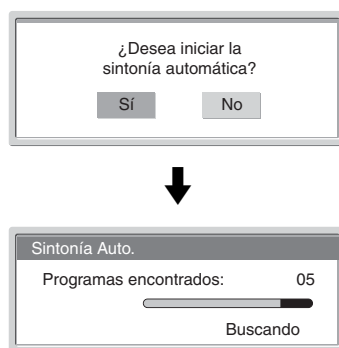 ¿Desea iniciar la
sintonía automática?
Sí No
Sintonía Auto.
Programas encontrados: 05
Buscando